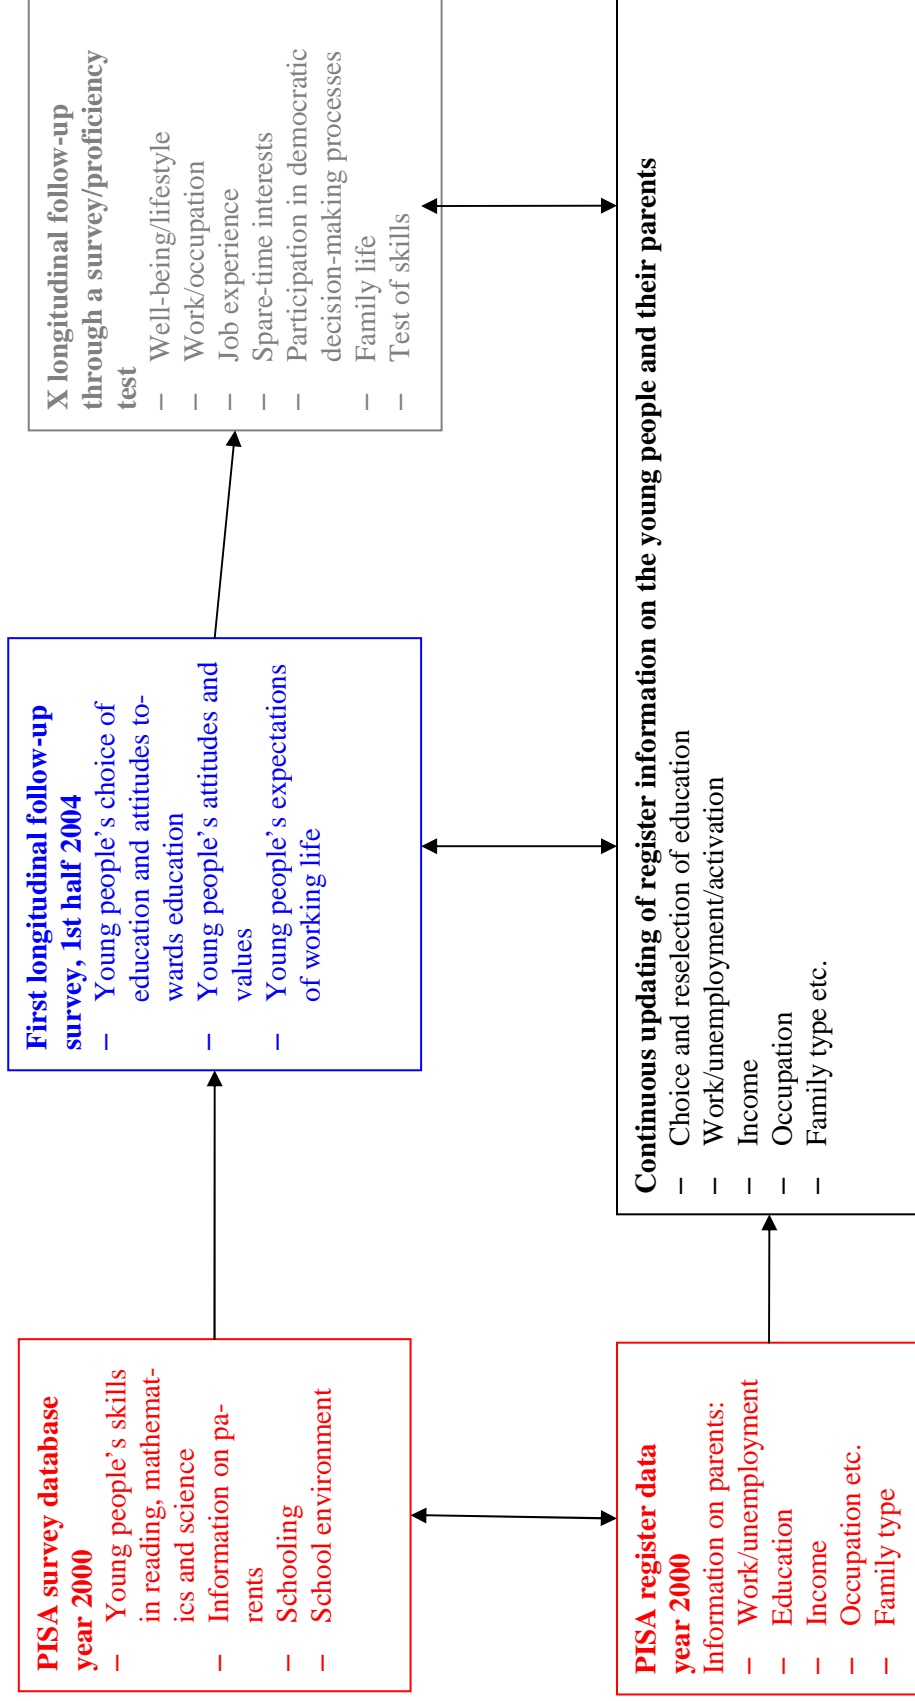 PISA survey database
year 2000
– Young people's skills
in reading, mathemat-
ics and science
– Information on pa-
rents
– Schooling
– School environment
First longitudinal follow-up
survey, 1st half 2004
– Young people's choice of
education and attitudes to-
wards education
– Young people's attitudes and
values
– Young people's expectations
of working life
X longitudinal follow-up
through a survey/proficiency
test
– Well-being/lifestyle
– Work/occupation
– Job experience
– Spare-time interests
– Participation in democratic
decision-making processes
– Family life
– Test of skills
PISA register data
year 2000
Information on parents:
– Work/unemployment
– Education
– Income
– Occupation etc.
– Family type
Continuous updating of register information on the young people and their parents
– Choice and reselection of education
– Work/unemployment/activation
– Income
– Occupation
– Family type etc.